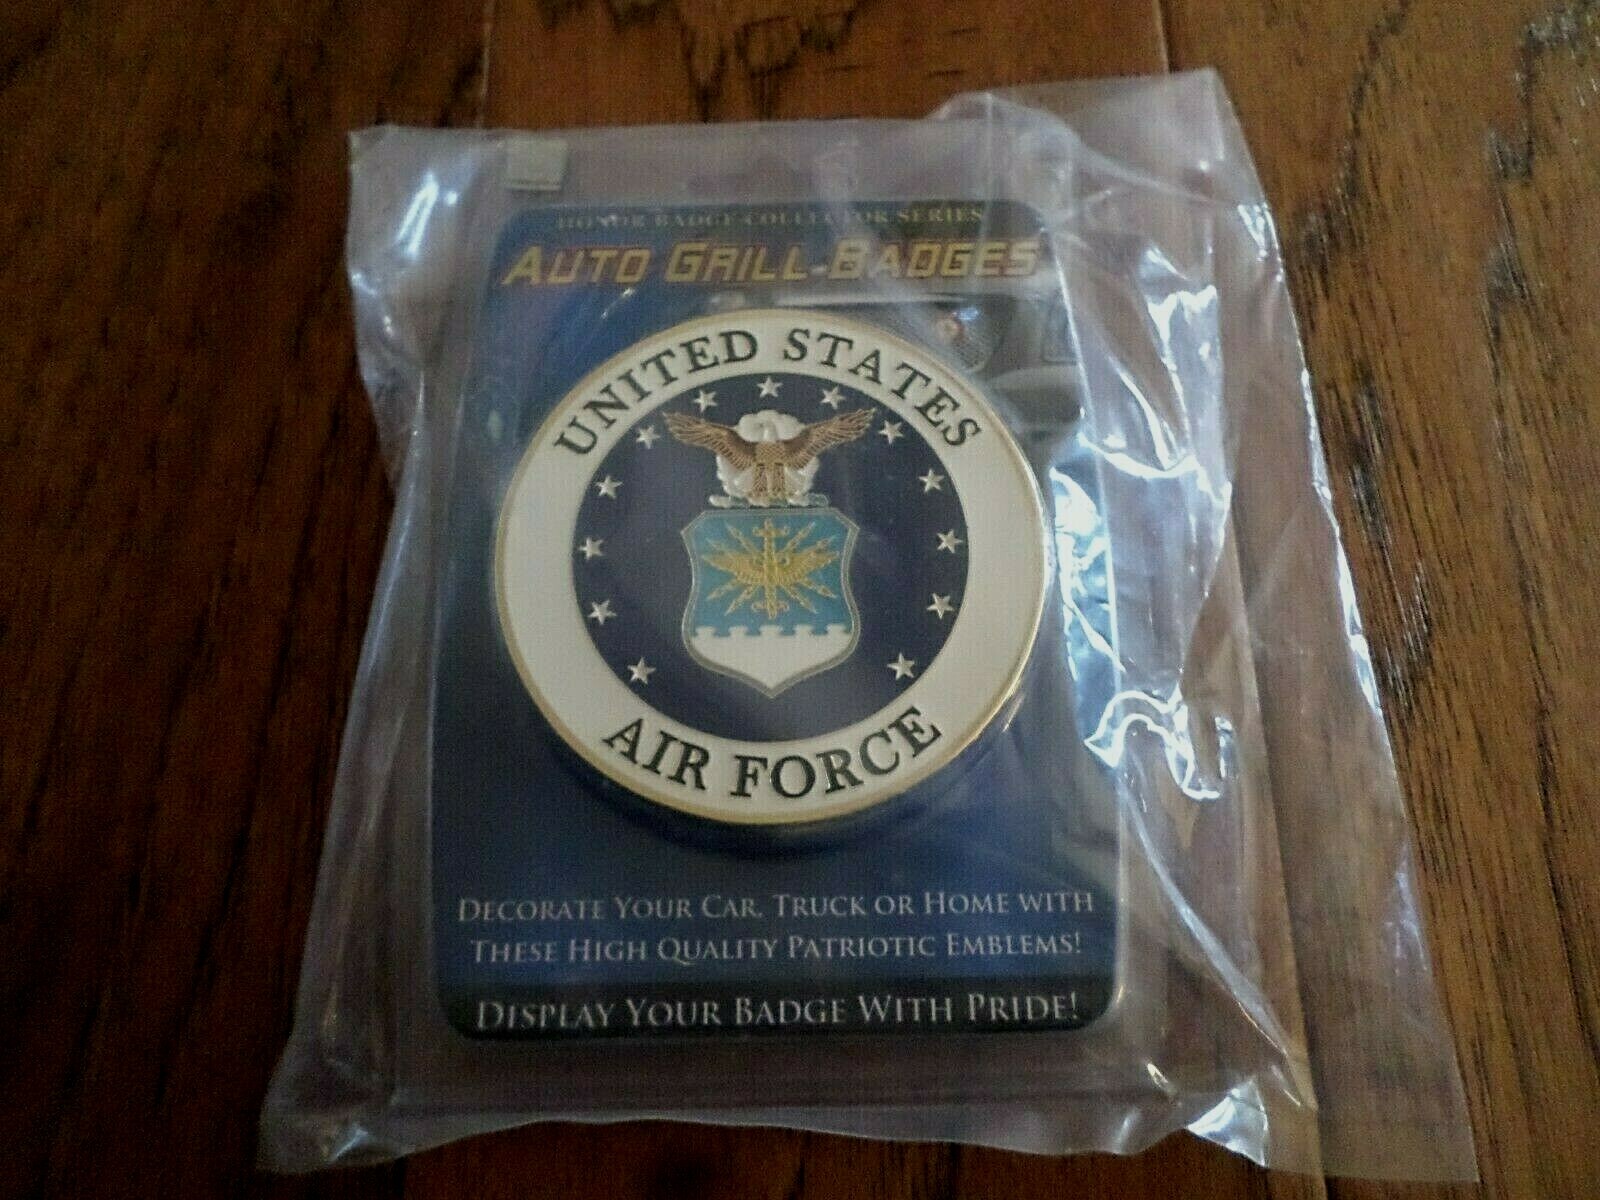 HONOR BADGE COLLECTOR SERIES
AUTO GRILL BADGES
UNITED STATES
AIR FORCE
DECORATE YOUR CAR, TRUCK OR HOME WITH
THESE HIGH QUALITY PATRIOTIC EMBLEMS!
DISPLAY YOUR BADGE WITH PRIDE!